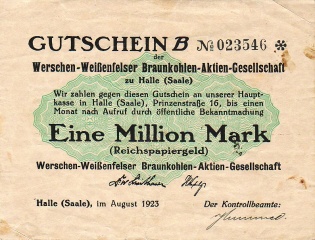 GUTSCHEIN B № 023546 *
der
Werschen-Weißenfelser Braunkohlen-Aktien-Gesellschaft
zu Halle (Saale)
Wir zahlen gegen diesen Gutschein an unserer Haupt-
kasse in Halle (Saale), Prinzenstraße 16, bis einen
Monat nach Aufruf durch öffentliche Bekanntmachung
Eine Million Mark
(Reichspapiergeld)
Werschen-Weißenfelser Braunkohlen-Aktien-Gesellschaft
Halle (Saale), im August 1923
Der Kontrollbeamte: